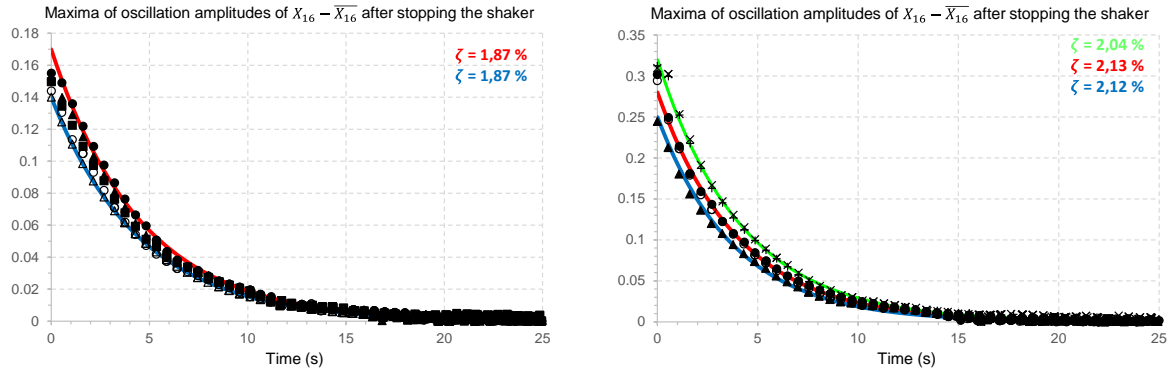 Maxima of oscillation amplitudes of X₁₆ − X̅₁₆̅ after stopping the shaker
0.18
0.16
0.14
0.12
0.1
0.08
0.06
0.04
0.02
0
0 5 10 15 20 25
Time (s)
ζ = 1,87 %
ζ = 1,87 %
Maxima of oscillation amplitudes of X₁₆ − X̅₁₆̅ after stopping the shaker
0.35
0.3
0.25
0.2
0.15
0.1
0.05
0
0 5 10 15 20 25
Time (s)
ζ = 2,04 %
ζ = 2,13 %
ζ = 2,12 %